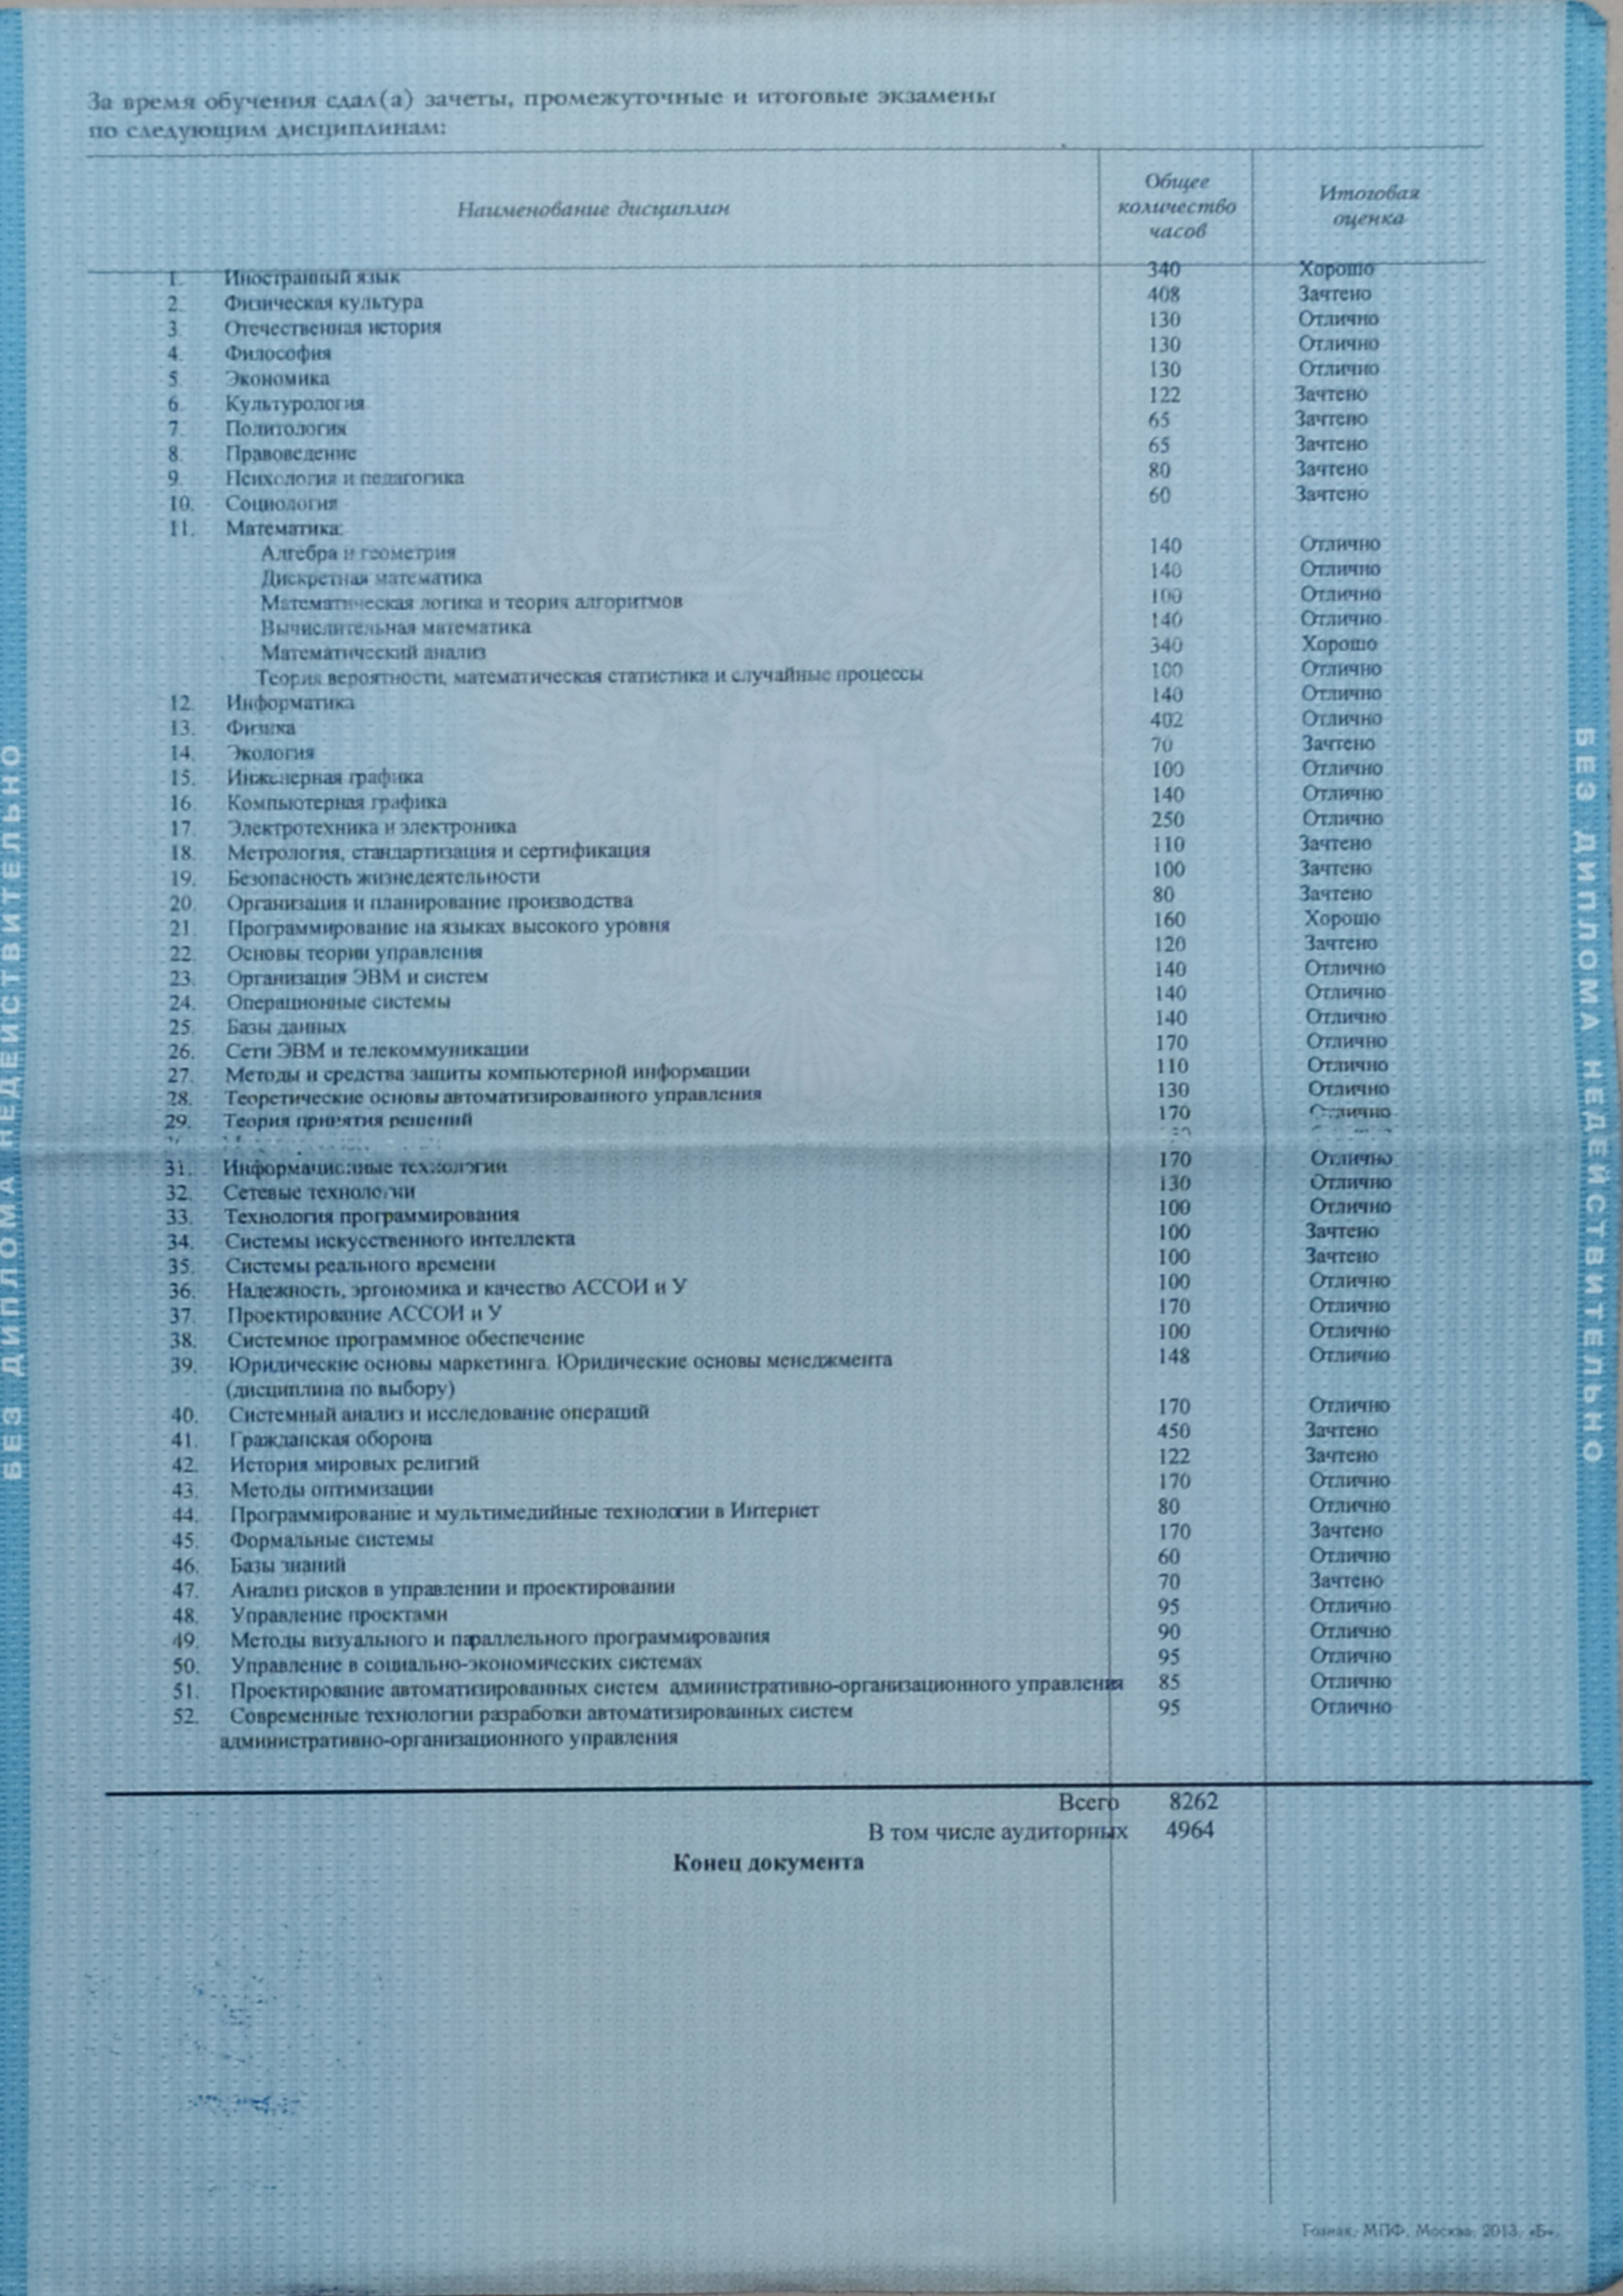 За время обучения сдал(а) зачеты, промежуточные и итоговые экзамены
по следующим дисциплинам:
Наименование дисциплин Общее количество часов Итоговая оценка
1. Иностранный язык 340 Хорошо
2. Физическая культура 408 Зачтено
3. Отечественная история 130 Отлично
4. Философия 130 Отлично
5. Экономика 130 Отлично
6. Культурология 122 Зачтено
7. Политология 65 Зачтено
8. Правоведение 65 Зачтено
9. Психология и педагогика 80 Зачтено
10. Социология 60 Зачтено
11. Математика:
Алгебра и геометрия 140 Отлично
Дискретная математика 140 Отлично
Математическая логика и теория алгоритмов 100 Отлично
Вычислительная математика 140 Отлично
Математический анализ 340 Хорошо
Теория вероятности, математическая статистика и случайные процессы 100 Отлично
12. Информатика 140 Отлично
13. Физика 402 Отлично
14. Экология 70 Зачтено
15. Инженерная графика 100 Отлично
16. Компьютерная графика 140 Отлично
17. Электротехника и электроника 250 Отлично
18. Метрология, стандартизация и сертификация 110 Зачтено
19. Безопасность жизнедеятельности 100 Зачтено
20. Организация и планирование производства 80 Зачтено
21. Программирование на языках высокого уровня 160 Хорошо
22. Основы теории управления 120 Зачтено
23. Организация ЭВМ и систем 140 Отлично
24. Операционные системы 140 Отлично
25. Базы данных 140 Отлично
26. Сети ЭВМ и телекоммуникации 170 Отлично
27. Методы и средства защиты компьютерной информации 110 Отлично
28. Теоретические основы автоматизированного управления 130 Отлично
29. Теория принятия решений 170 Отлично
31. Информационные технологии 170 Отлично
32. Сетевые технологии 130 Отлично
33. Технология программирования 100 Отлично
34. Системы искусственного интеллекта 100 Зачтено
35. Системы реального времени 100 Зачтено
36. Надежность, эргономика и качество АССОИ и У 100 Отлично
37. Проектирование АССОИ и У 170 Отлично
38. Системное программное обеспечение 100 Отлично
39. Юридические основы маркетинга. Юридические основы менеджмента 148 Отлично
(дисциплина по выбору)
40. Системный анализ и исследование операций 170 Отлично
41. Гражданская оборона 450 Зачтено
42. История мировых религий 122 Зачтено
43. Методы оптимизации 170 Отлично
44. Программирование и мультимедийные технологии в Интернет 80 Отлично
45. Формальные системы 170 Зачтено
46. Базы знаний 60 Отлично
47. Анализ рисков в управлении и проектировании 70 Зачтено
48. Управление проектами 95 Отлично
49. Методы визуального и параллельного программирования 90 Отлично
50. Управление в социально-экономических системах 95 Отлично
51. Проектирование автоматизированных систем административно-организационного управления 85 Отлично
52. Современные технологии разработки автоматизированных систем 95 Отлично
административно-организационного управления
Всего 8262
В том числе аудиторных 4964
Конец документа
Гознак, МПФ, Москва, 2013, «Б».
БЕЗ ДИПЛОМА НЕДЕЙСТВИТЕЛЬНО
БЕЗ ДИПЛОМА НЕДЕЙСТВИТЕЛЬНО